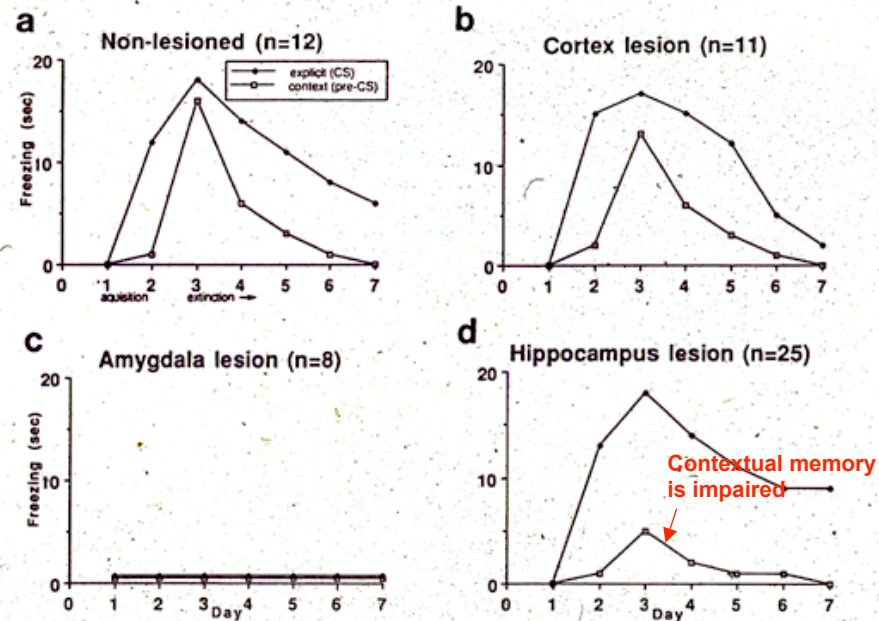 a
Non-lesioned (n=12)
20
10
0
Freezing (sec)
explicit (CS)
context (pre-CS)
0 1 2 3 4 5 6 7
aquisition extinction →
b
Cortex lesion (n=11)
20
10
0
0 1 2 3 4 5 6 7
c
Amygdala lesion (n=8)
20
10
0
Freezing (sec)
0 1 2 3 4 5 6 7
Day
d
Hippocampus lesion (n=25)
20
10
0
Contextual memory
is impaired
0 1 2 3 4 5 6 7
Day